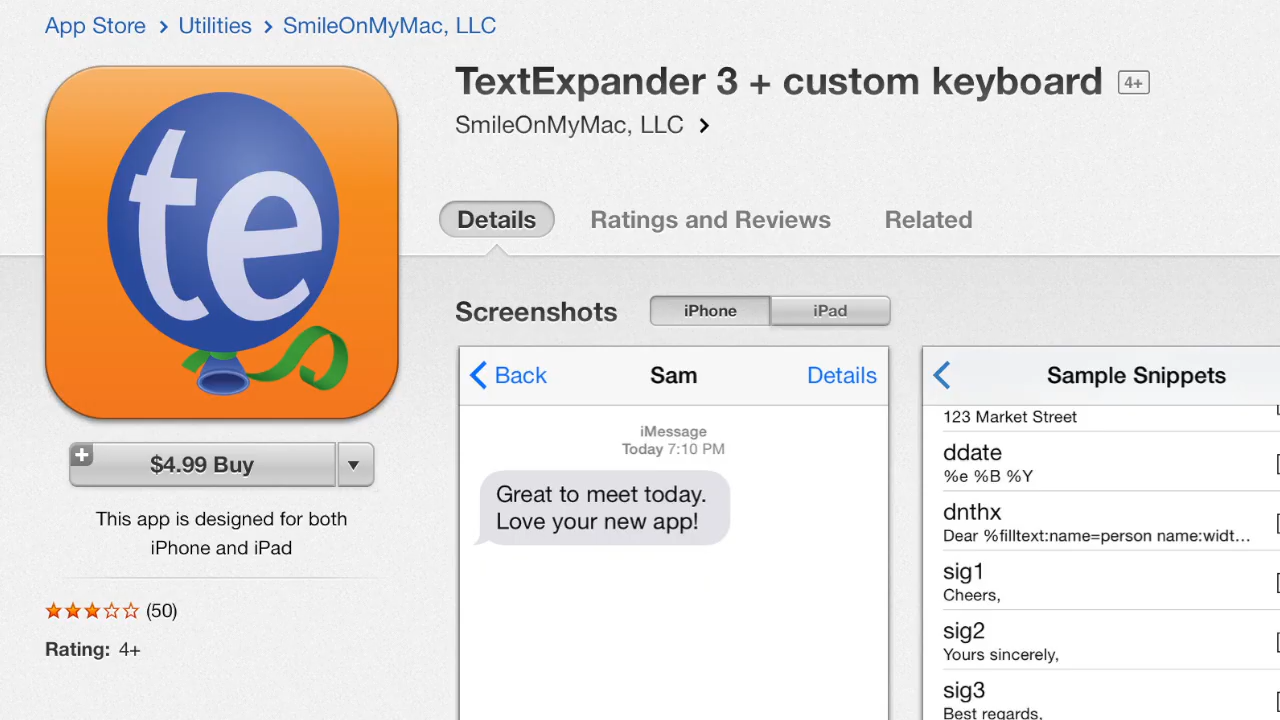 App Store > Utilities > SmileOnMyMac, LLC
te
TextExpander 3 + custom keyboard 4+
SmileOnMyMac, LLC >
Details Ratings and Reviews Related
Screenshots iPhone iPad
$4.99 Buy
This app is designed for both
iPhone and iPad
(50)
Rating: 4+
Back Sam Details
iMessage
Today 7:10 PM
Great to meet today.
Love your new app!
Sample Snippets
123 Market Street
ddate
%e %B %Y
dnthx
Dear %filltext:name=person name:widt...
sig1
Cheers,
sig2
Yours sincerely,
sig3
Best regards,